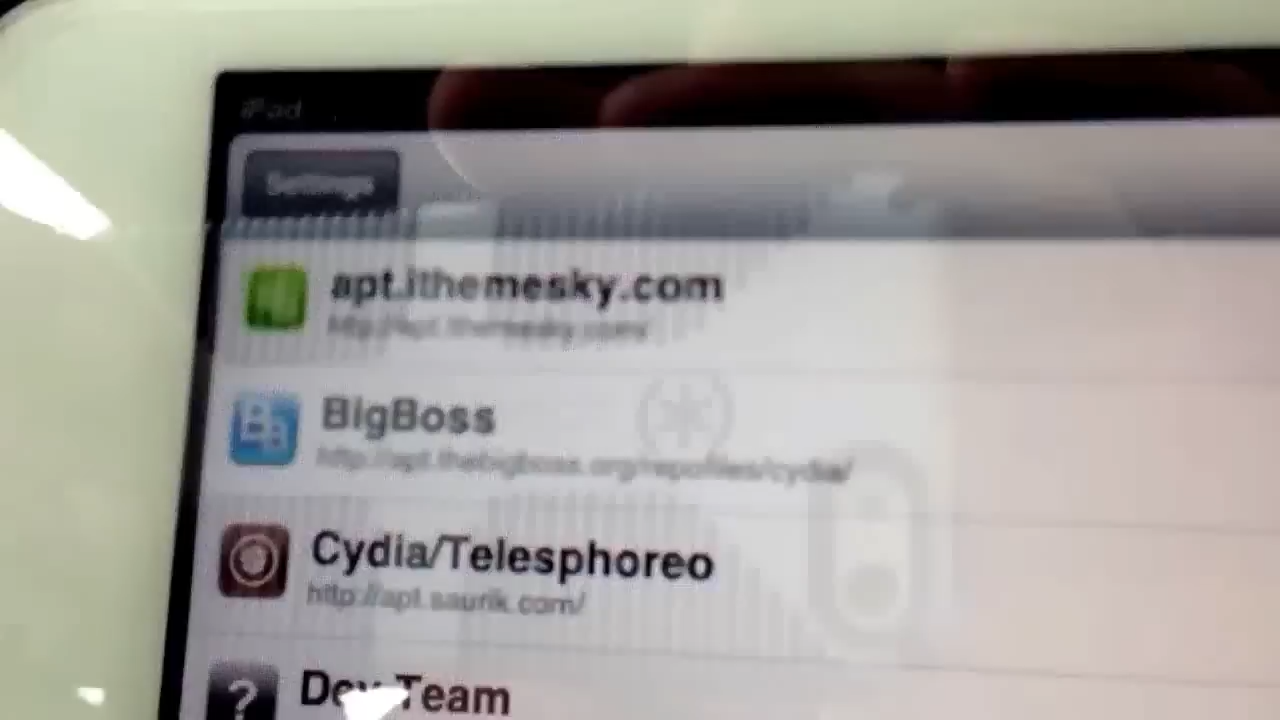 iPad
Settings
apt.ithemesky.com
http://apt.ithemesky.com/
BigBoss
http://apt.thebigboss.org/repofiles/cydia/
Cydia/Telesphoreo
http://apt.saurik.com/
Dev Team